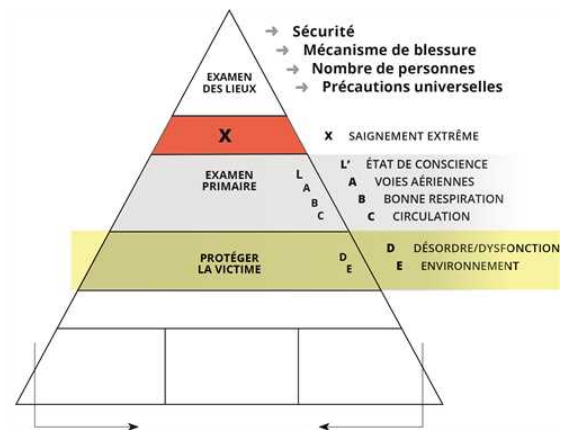 → Sécurité
→ Mécanisme de blessure
→ Nombre de personnes
→ Précautions universelles
EXAMEN
DES LIEUX
X
X SAIGNEMENT EXTRÊME
EXAMEN
PRIMAIRE
L
A
B
C
L' ÉTAT DE CONSCIENCE
A VOIES AÉRIENNES
B BONNE RESPIRATION
C CIRCULATION
PROTÉGER
LA VICTIME
D
E
D DÉSORDRE/DYSFONCTION
E ENVIRONNEMENT